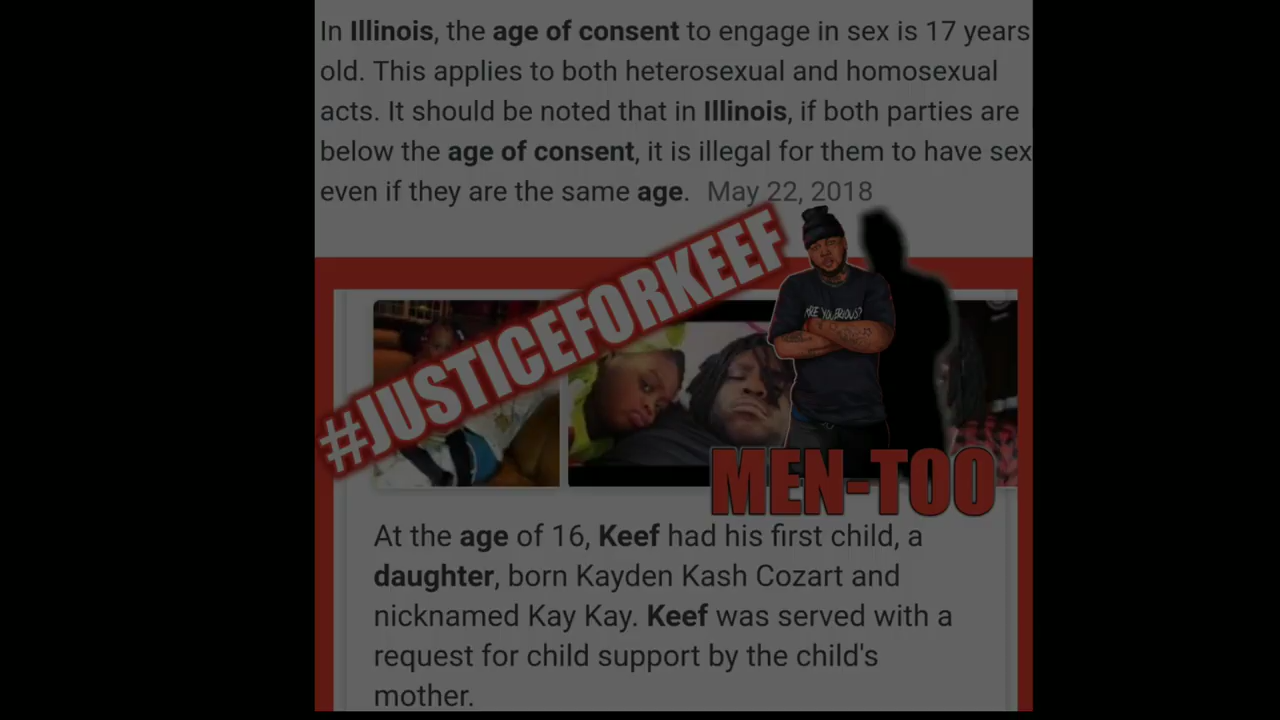 In Illinois, the age of consent to engage in sex is 17 years
old. This applies to both heterosexual and homosexual
acts. It should be noted that in Illinois, if both parties are
below the age of consent, it is illegal for them to have sex
even if they are the same age. May 22, 2018
#JUSTICEFORKEEF
ARE YOU SERIOUS?
MEN-TOO
At the age of 16, Keef had his first child, a
daughter, born Kayden Kash Cozart and
nicknamed Kay Kay. Keef was served with a
request for child support by the child's
mother.